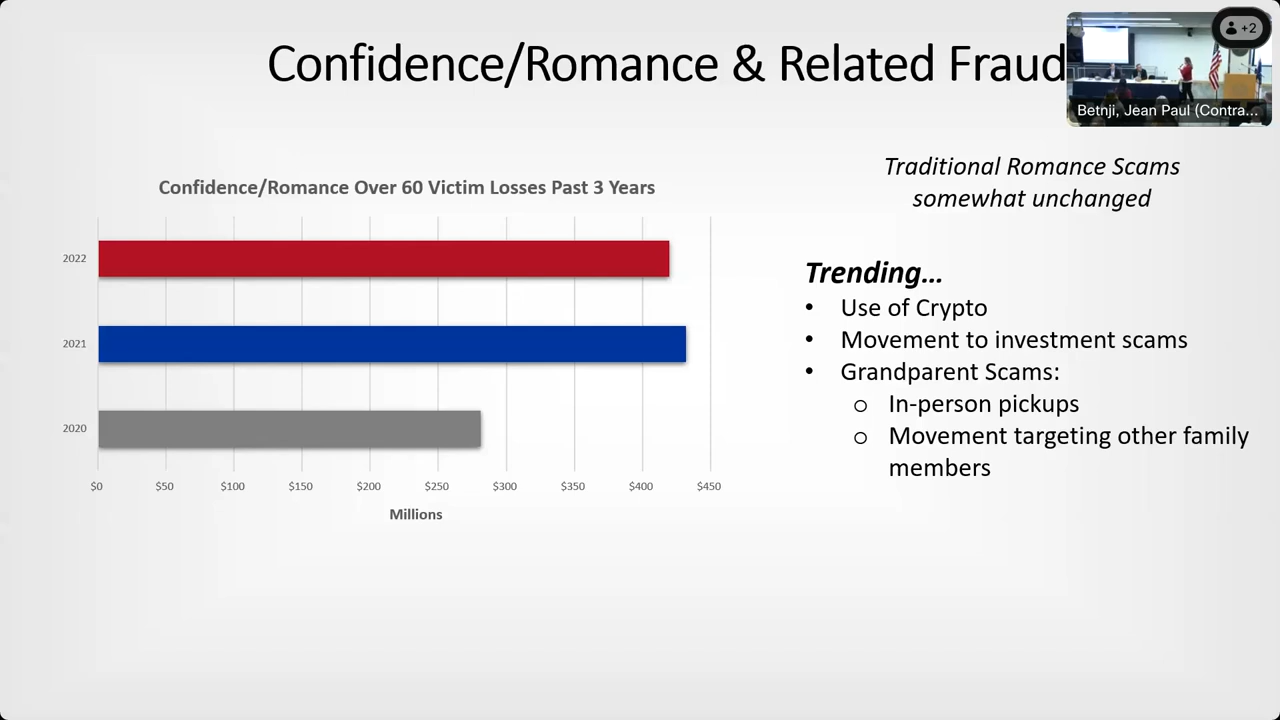 Confidence/Romance & Related Fraud
+2
Betnji, Jean Paul (Contra...
Confidence/Romance Over 60 Victim Losses Past 3 Years
2022
2021
2020
$0 $50 $100 $150 $200 $250 $300 $350 $400 $450
Millions
Traditional Romance Scams
somewhat unchanged
Trending...
• Use of Crypto
• Movement to investment scams
• Grandparent Scams:
o In-person pickups
o Movement targeting other family
members